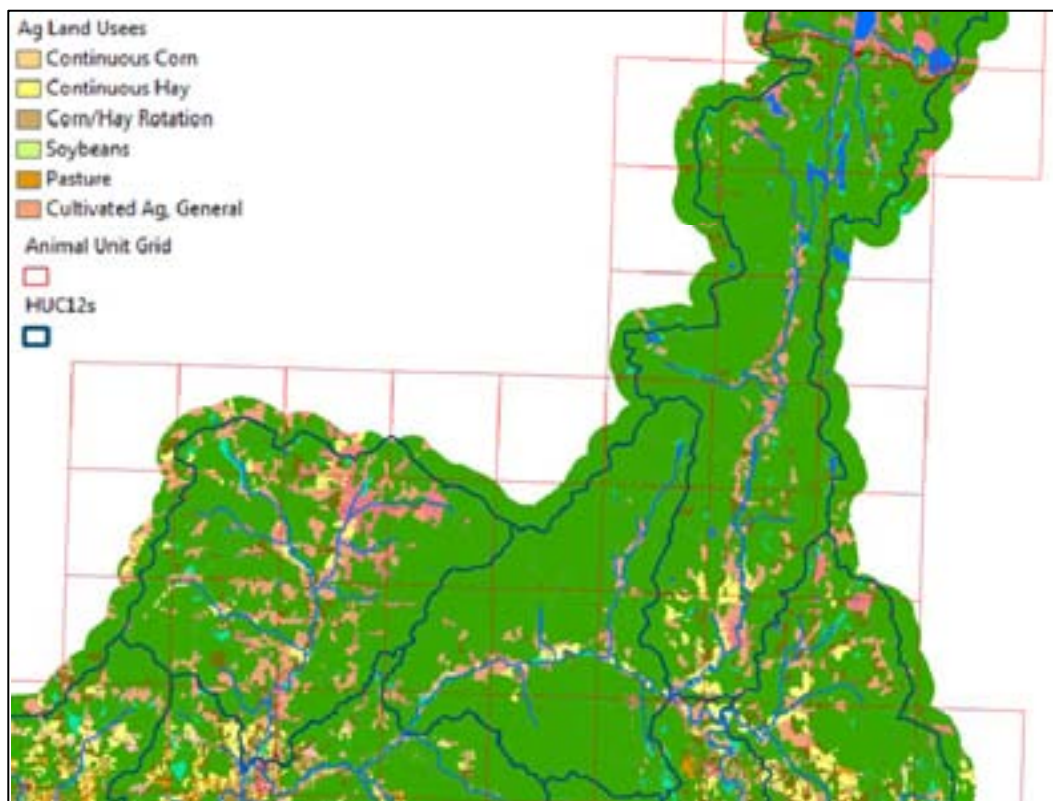 Ag Land Usees
Continuous Corn
Continuous Hay
Corn/Hay Rotation
Soybeans
Pasture
Cultivated Ag, General
Animal Unit Grid
HUC12s